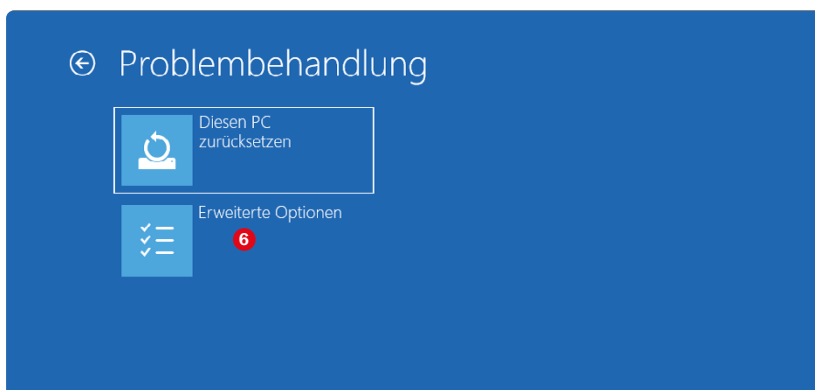 Problembehandlung
Diesen PC
zurücksetzen
Erweiterte Optionen
6